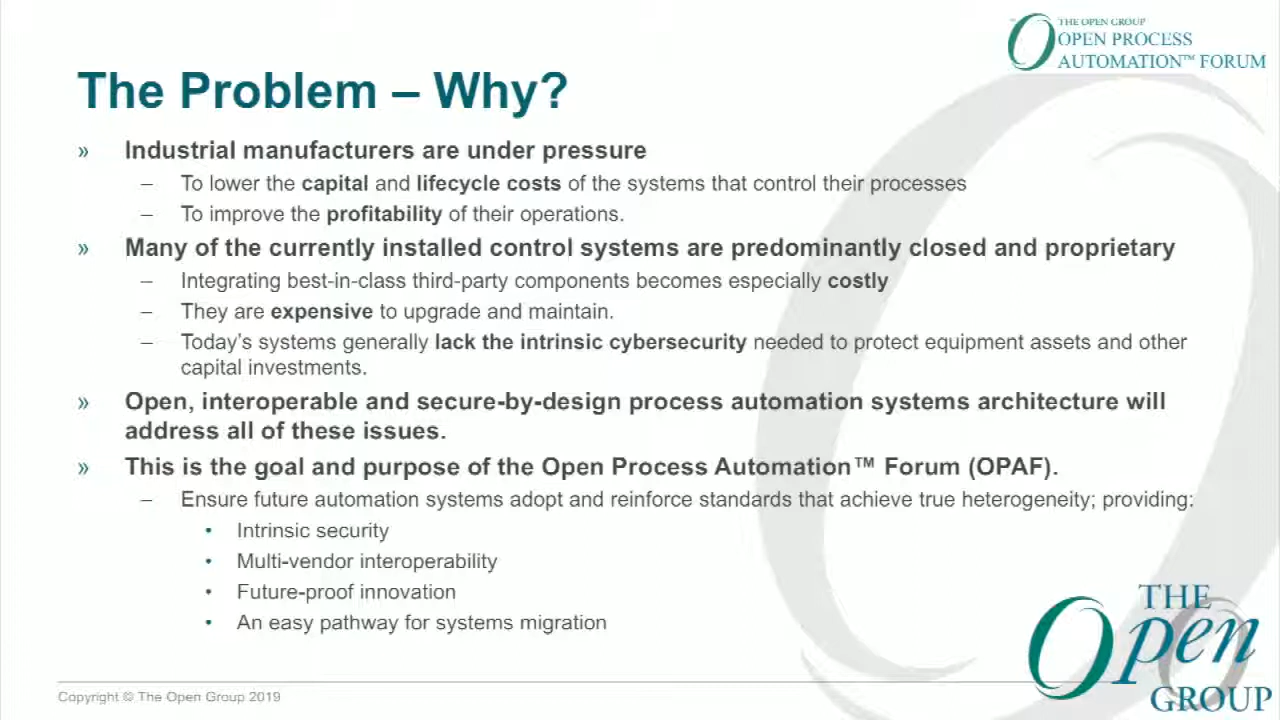 THE OPEN GROUP
OPEN PROCESS
AUTOMATION™ FORUM
The Problem – Why?
» Industrial manufacturers are under pressure
– To lower the capital and lifecycle costs of the systems that control their processes
– To improve the profitability of their operations.
» Many of the currently installed control systems are predominantly closed and proprietary
– Integrating best-in-class third-party components becomes especially costly
– They are expensive to upgrade and maintain.
– Today's systems generally lack the intrinsic cybersecurity needed to protect equipment assets and other
capital investments.
» Open, interoperable and secure-by-design process automation systems architecture will
address all of these issues.
» This is the goal and purpose of the Open Process Automation™ Forum (OPAF).
– Ensure future automation systems adopt and reinforce standards that achieve true heterogeneity; providing:
• Intrinsic security
• Multi-vendor interoperability
• Future-proof innovation
• An easy pathway for systems migration
THE
Open
GROUP
Copyright © The Open Group 2019